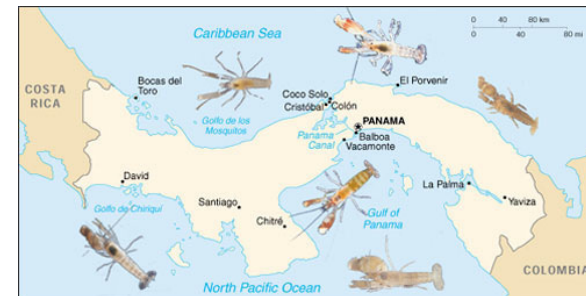 Caribbean Sea
0 40 80 km
0 40 80 mi
COSTA
RICA
Bocas del
Toro
Golfo de los
Mosquitos
Coco Solo
Cristóbal
Colón
El Porvenir
PANAMA
Panama
Canal
Balboa
Vacamonte
David
Golfo de Chiriquí
Santiago
Chitré
Gulf of
Panama
La Palma
Yaviza
North Pacific Ocean
COLOMBIA